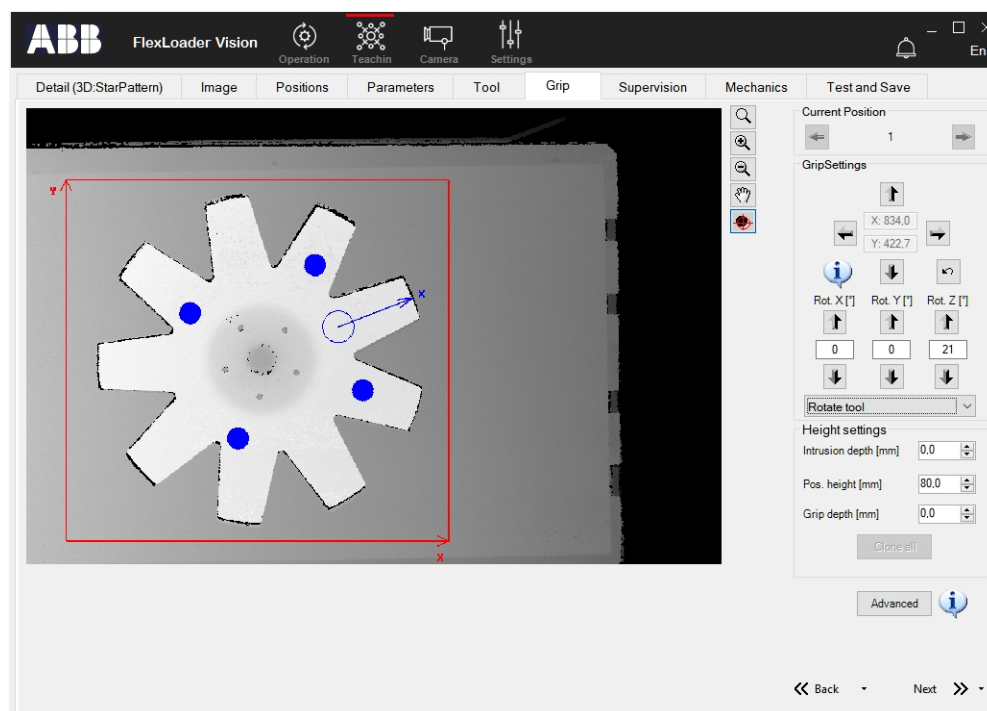 ABB FlexLoader Vision Operation Teachin Camera Settings En
Detail (3D:StarPattern) Image Positions Parameters Tool Grip Supervision Mechanics Test and Save
Current Position
1
GripSettings
X: 834,0
Y: 422,7
Rot. X [°] Rot. Y [°] Rot. Z [°]
0 0 21
Rotate tool
Height settings
Intrusion depth [mm] 0,0
Pos. height [mm] 80,0
Grip depth [mm] 0,0
Clone all
Advanced
Back Next
Y
X
X